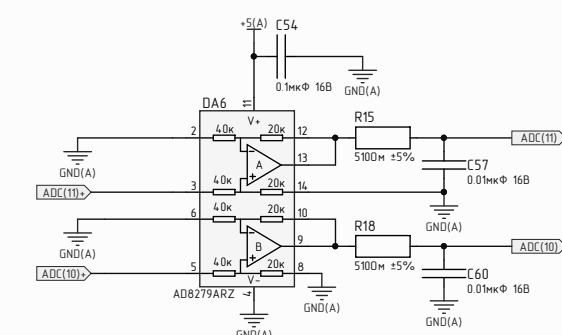 +5(A)
C54
0.1мкФ 16В
GND(A)
DA6
11
V+
2
40к
20к
12
R15
GND(A)
A
13
510Ом ±5%
ADC(11)
ADC(11)+
3
40к
20к
14
C57
0.01мкФ 16В
6
40к
20к
10
GND(A)
R18
GND(A)
B
9
510Ом ±5%
ADC(10)
ADC(10)+
5
40к
20к
8
C60
0.01мкФ 16В
V-
AD8279ARZ
4
GND(A)
GND(A)
GND(A)